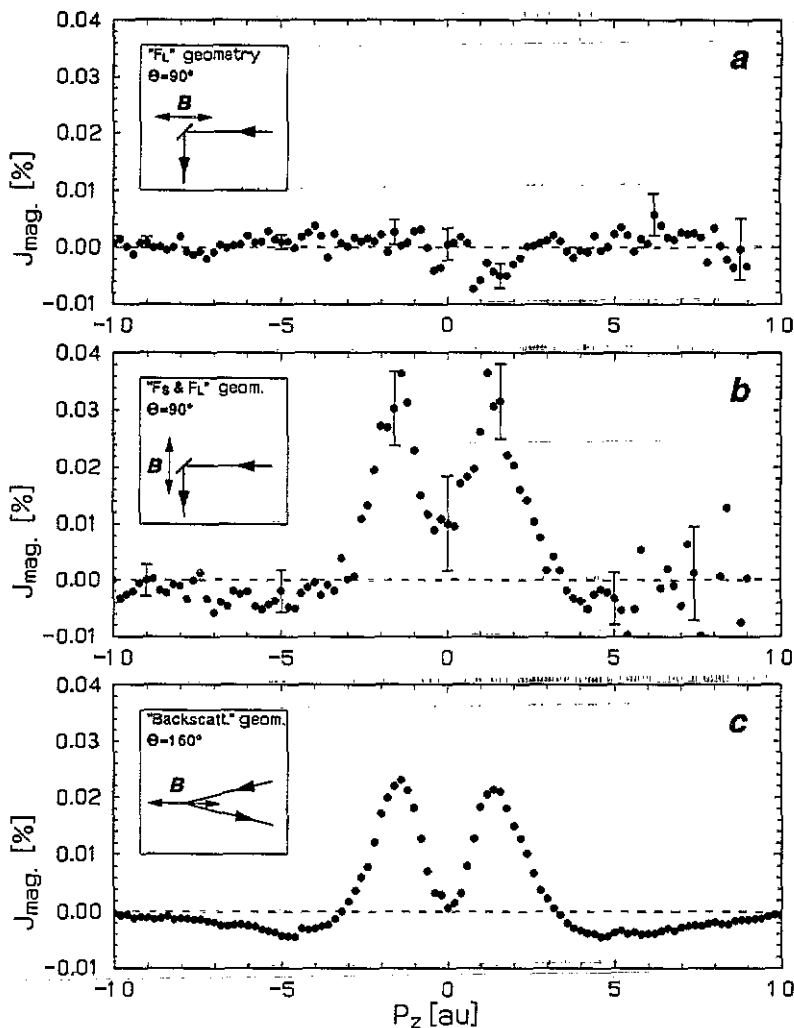 0.04
0.03
0.02
0.01
0.00
-0.01
Jmag. [%]
"FL" geometry
Θ=90°
B
a
-10
-5
0
5
10
0.04
0.03
0.02
0.01
0.00
-0.01
Jmag. [%]
"Fs & FL" geom.
Θ=90°
B
b
-10
-5
0
5
10
0.04
0.03
0.02
0.01
0.00
-0.01
Jmag. [%]
"Backscatt." geom.
Θ=160°
B
c
-10
-5
0
5
10
Pz [au]